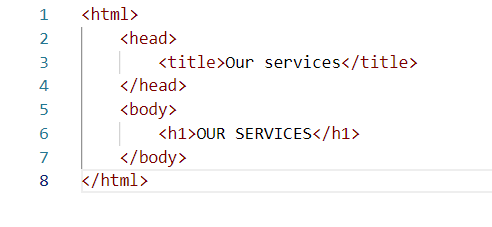 1 <html>
2     <head>
3         <title>Our services</title>
4     </head>
5     <body>
6         <h1>OUR SERVICES</h1>
7     </body>
8 </html>